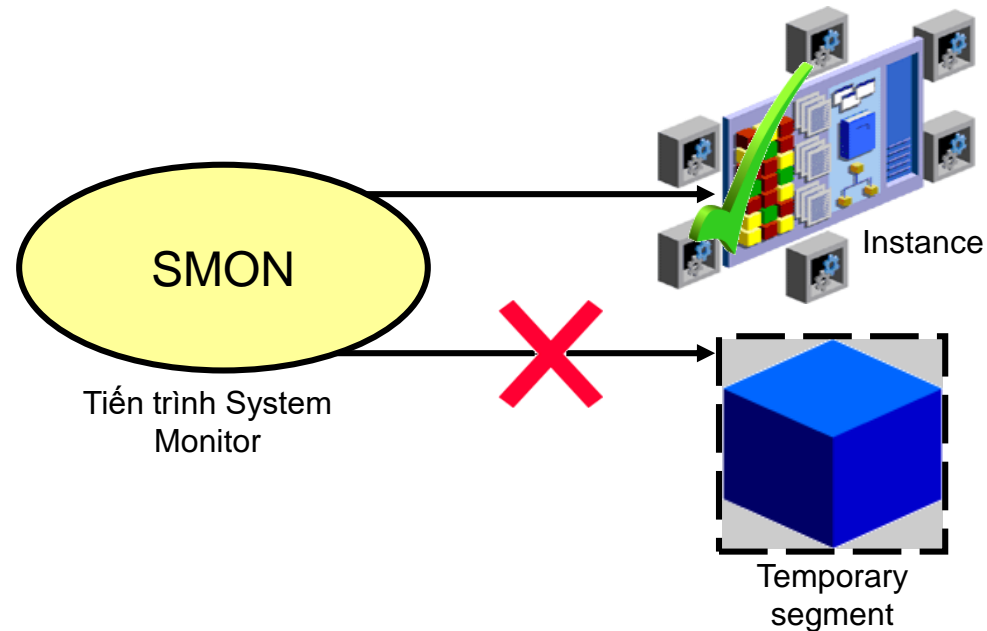 SMON
Tiến trình System
Monitor
Instance
Temporary
segment